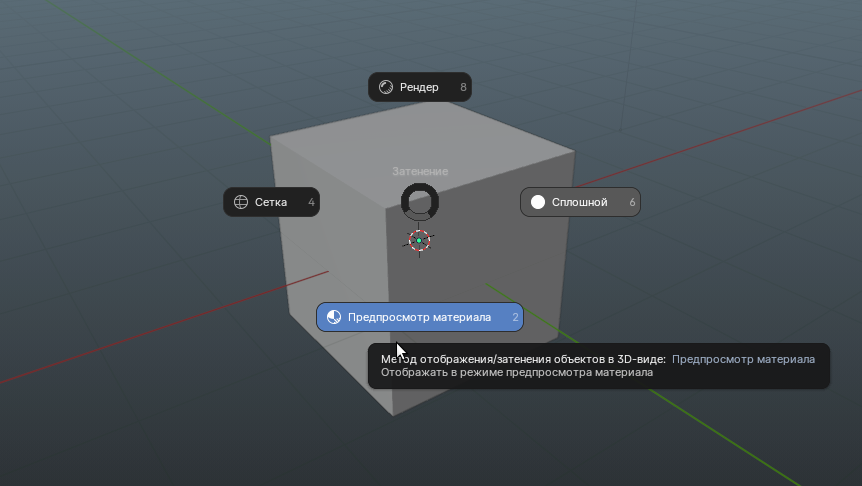 Рендер 8
Затенение
Сетка 4
Сплошной 6
Предпросмотр материала 2
Метод отображения/затенения объектов в 3D-виде: Предпросмотр материала
Отображать в режиме предпросмотра материала